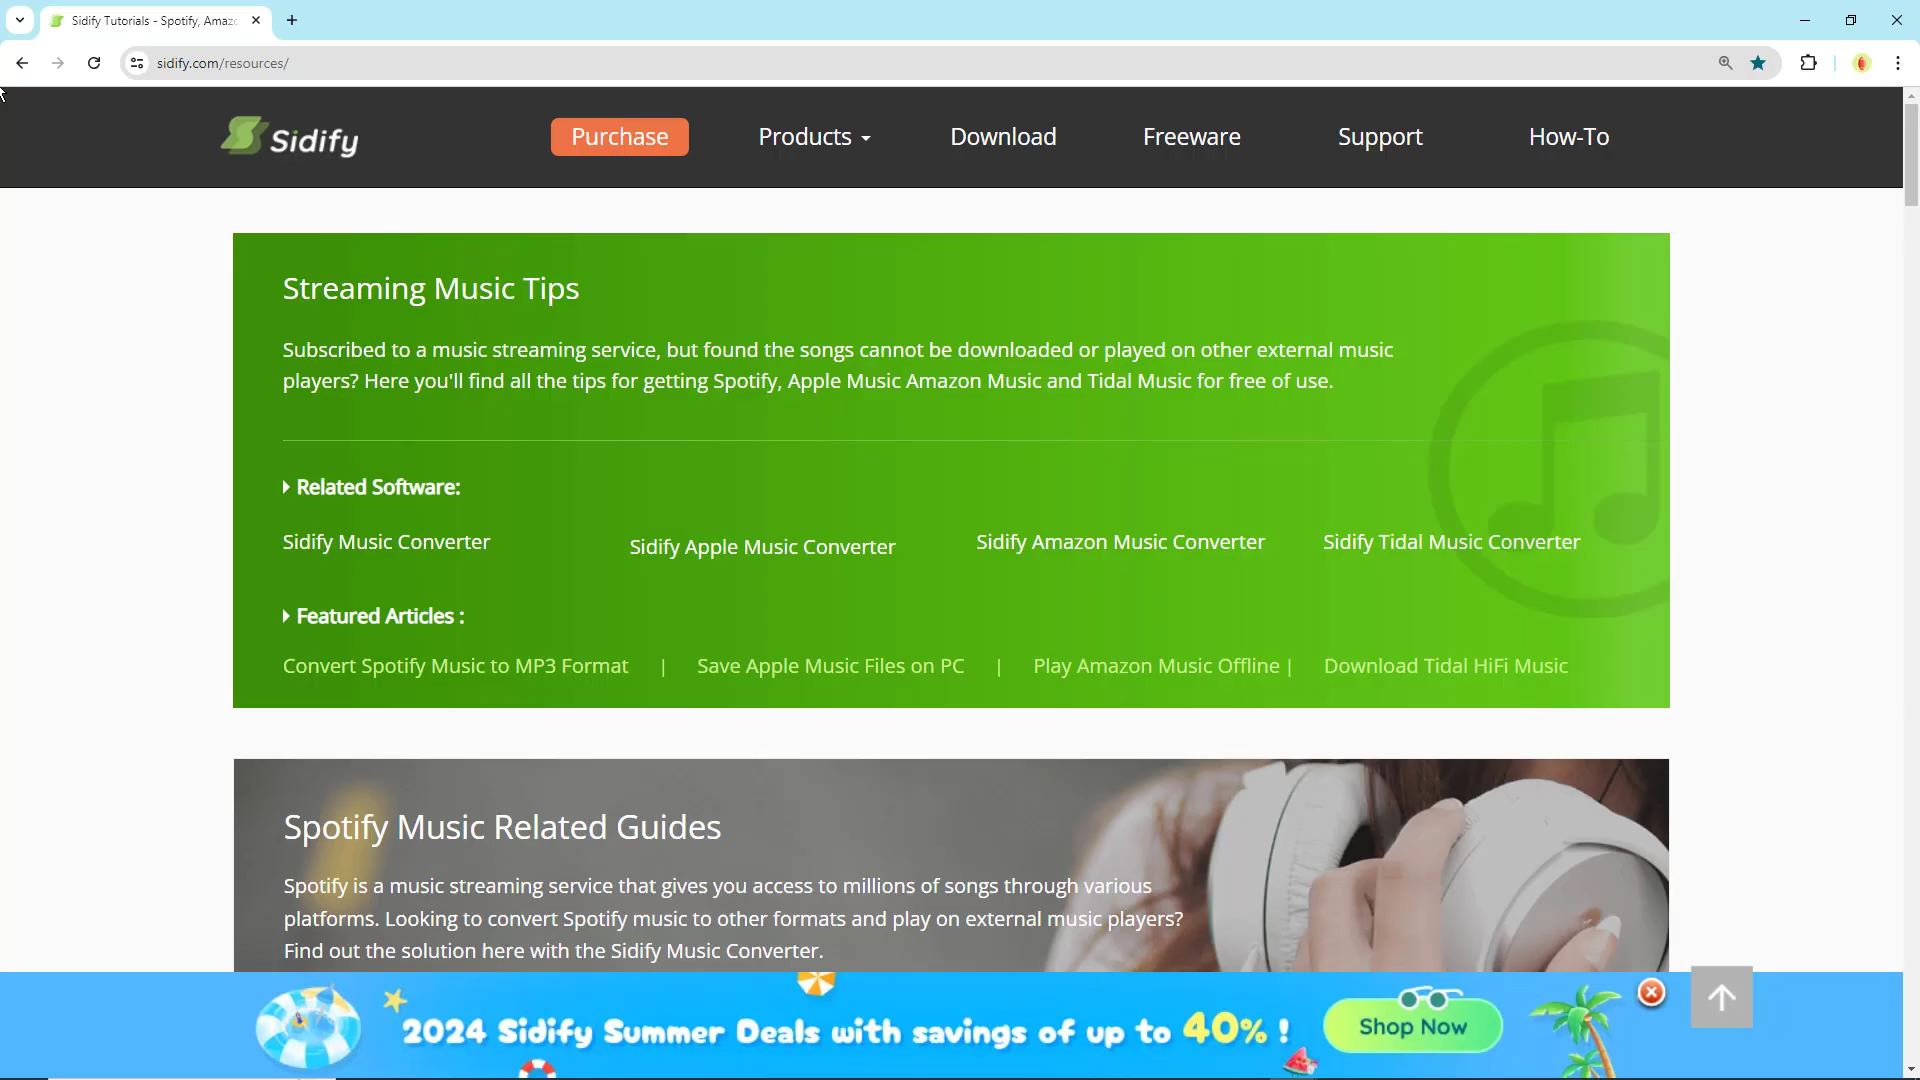 Sidify Tutorials - Spotify, Amaz
sidify.com/resources/
Sidify
Purchase
Products
Download
Freeware
Support
How-To
Streaming Music Tips
Subscribed to a music streaming service, but found the songs cannot be downloaded or played on other external music
players? Here you'll find all the tips for getting Spotify, Apple Music Amazon Music and Tidal Music for free of use.
Related Software:
Sidify Music Converter
Sidify Apple Music Converter
Sidify Amazon Music Converter
Sidify Tidal Music Converter
Featured Articles :
Convert Spotify Music to MP3 Format | Save Apple Music Files on PC | Play Amazon Music Offline | Download Tidal HiFi Music
Spotify Music Related Guides
Spotify is a music streaming service that gives you access to millions of songs through various
platforms. Looking to convert Spotify music to other formats and play on external music players?
Find out the solution here with the Sidify Music Converter.
2024 Sidify Summer Deals with savings of up to 40% !
Shop Now